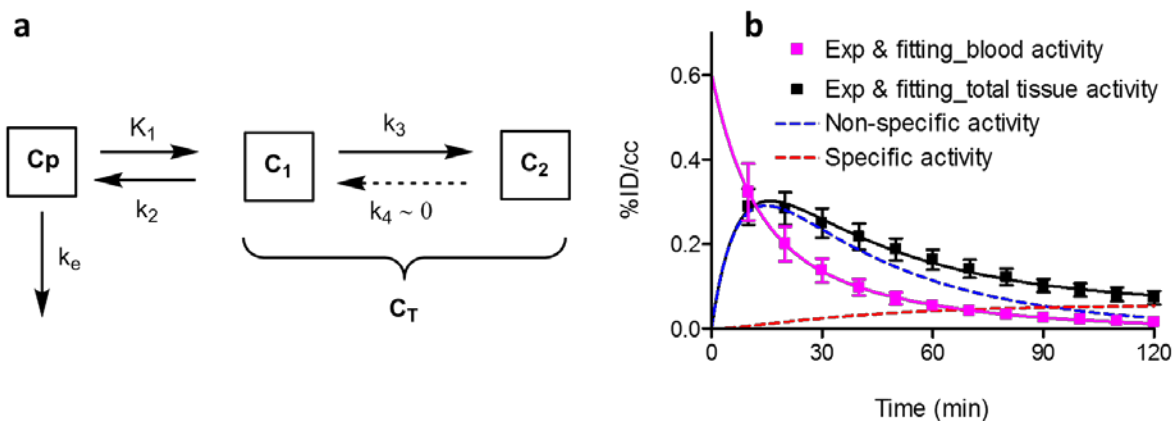 a
Cp
K₁
k₂
kₑ
C₁
k₃
k₄ ~ 0
C₂
C_T
b
Exp & fitting_blood activity
Exp & fitting_total tissue activity
Non-specific activity
Specific activity
%ID/cc
0.6
0.4
0.2
0.0
0 30 60 90 120
Time (min)